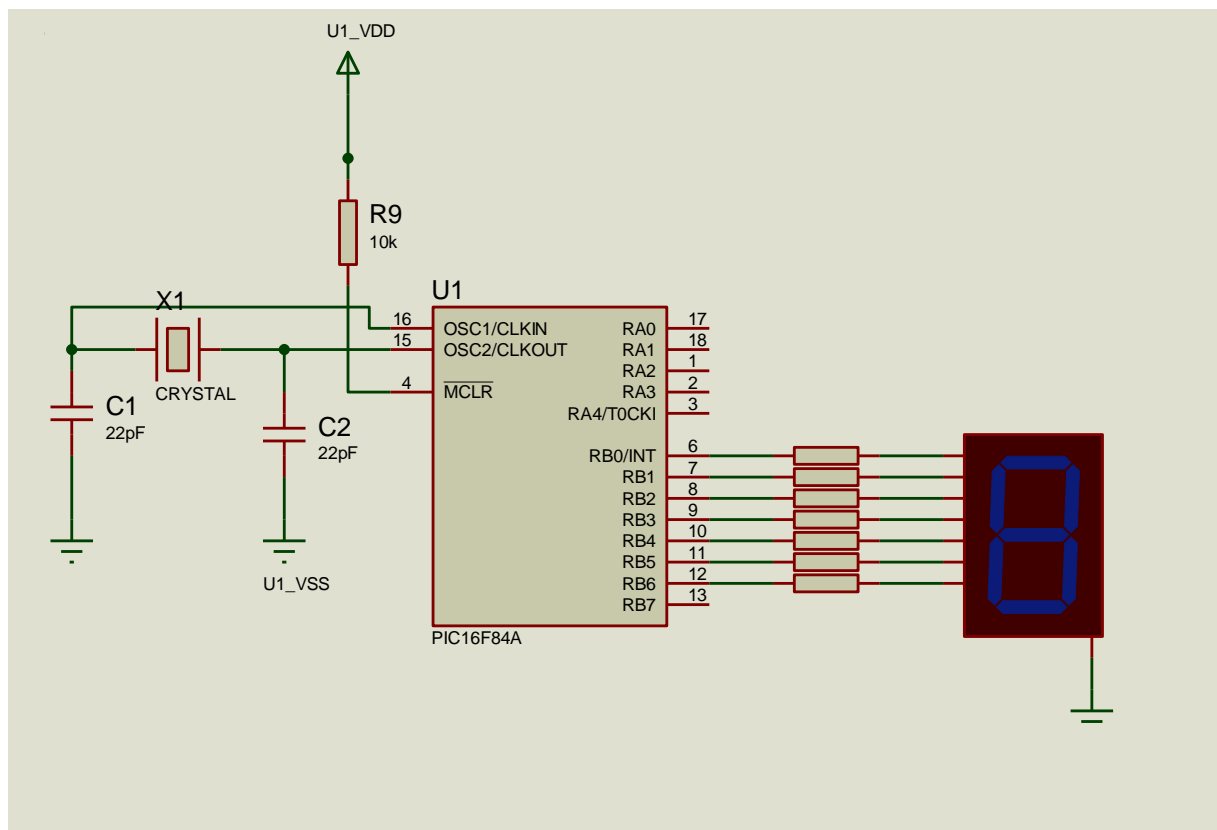 U1_VDD
R9
10k
X1
CRYSTAL
C1
22pF
C2
22pF
U1_VSS
U1
16 OSC1/CLKIN RA0 17
15 OSC2/CLKOUT RA1 18
RA2 1
4 MCLR RA3 2
RA4/T0CKI 3
RB0/INT 6
RB1 7
RB2 8
RB3 9
RB4 10
RB5 11
RB6 12
RB7 13
PIC16F84A